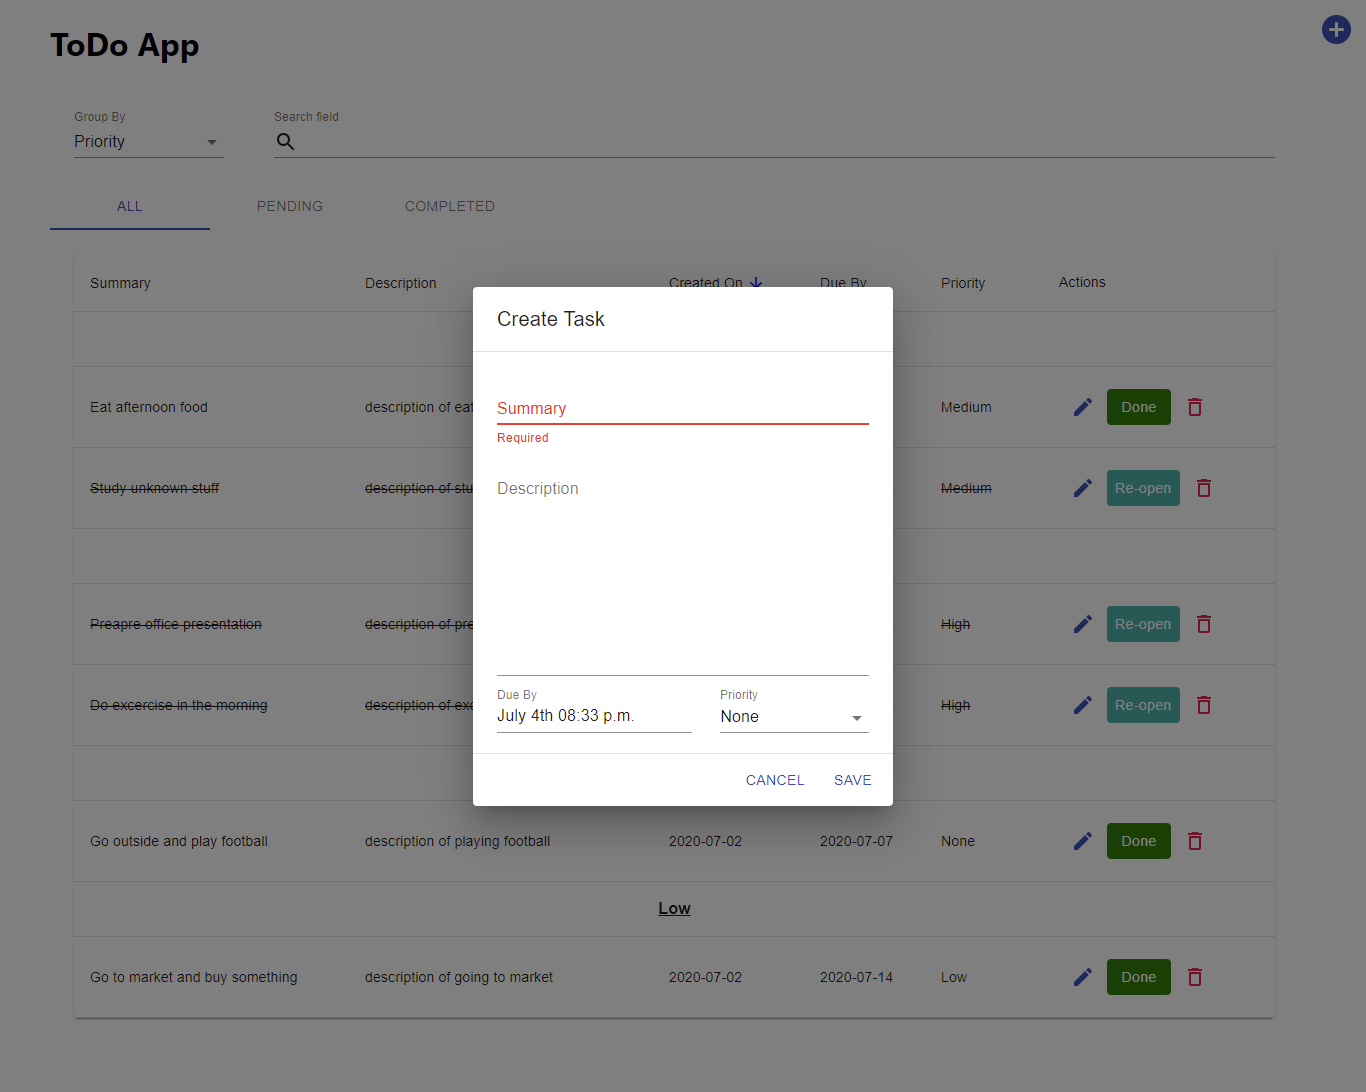 ToDo App
Group By
Search field
Priority
ALL PENDING COMPLETED
Summary Description Created On Due By Priority Actions
Create Task
Eat afternoon food description of eat Medium Done
Summary
Required
Study unknown stuff description of stu Medium Re-open
Description
Preapre office presentation description of pre High Re-open
Do excercise in the morning description of exc High Re-open
Due By Priority
July 4th 08:33 p.m. None
CANCEL SAVE
Go outside and play football description of playing football 2020-07-02 2020-07-07 None Done
Low
Go to market and buy something description of going to market 2020-07-02 2020-07-14 Low Done